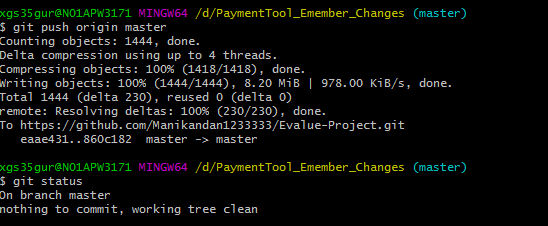 xgs35gur@NO1APW3171 MINGW64 /d/PaymentTool_Emember_Changes (master)
$ git push origin master
Counting objects: 1444, done.
Delta compression using up to 4 threads.
Compressing objects: 100% (1418/1418), done.
Writing objects: 100% (1444/1444), 8.20 MiB | 978.00 KiB/s, done.
Total 1444 (delta 230), reused 0 (delta 0)
remote: Resolving deltas: 100% (230/230), done.
To https://github.com/Manikandan1233333/Evalue-Project.git
   eaae431..860c182  master -> master

xgs35gur@NO1APW3171 MINGW64 /d/PaymentTool_Emember_Changes (master)
$ git status
On branch master
nothing to commit, working tree clean